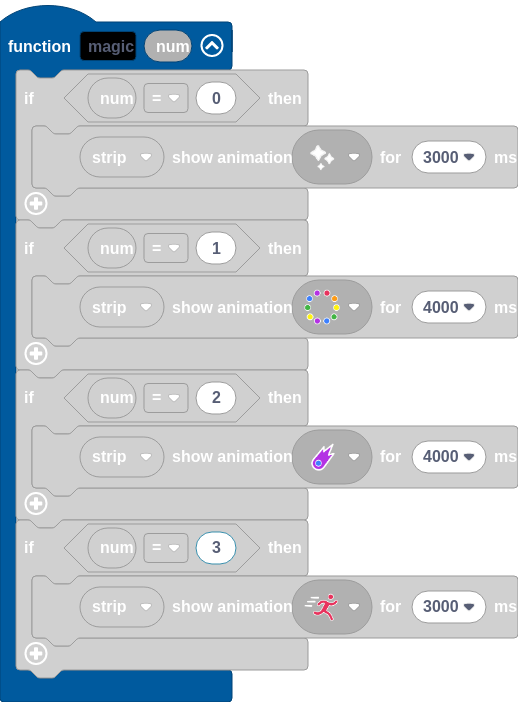 function magic num
if num = 0 then
strip show animation for 3000 ms
if num = 1 then
strip show animation for 4000 ms
if num = 2 then
strip show animation for 4000 ms
if num = 3 then
strip show animation for 3000 ms